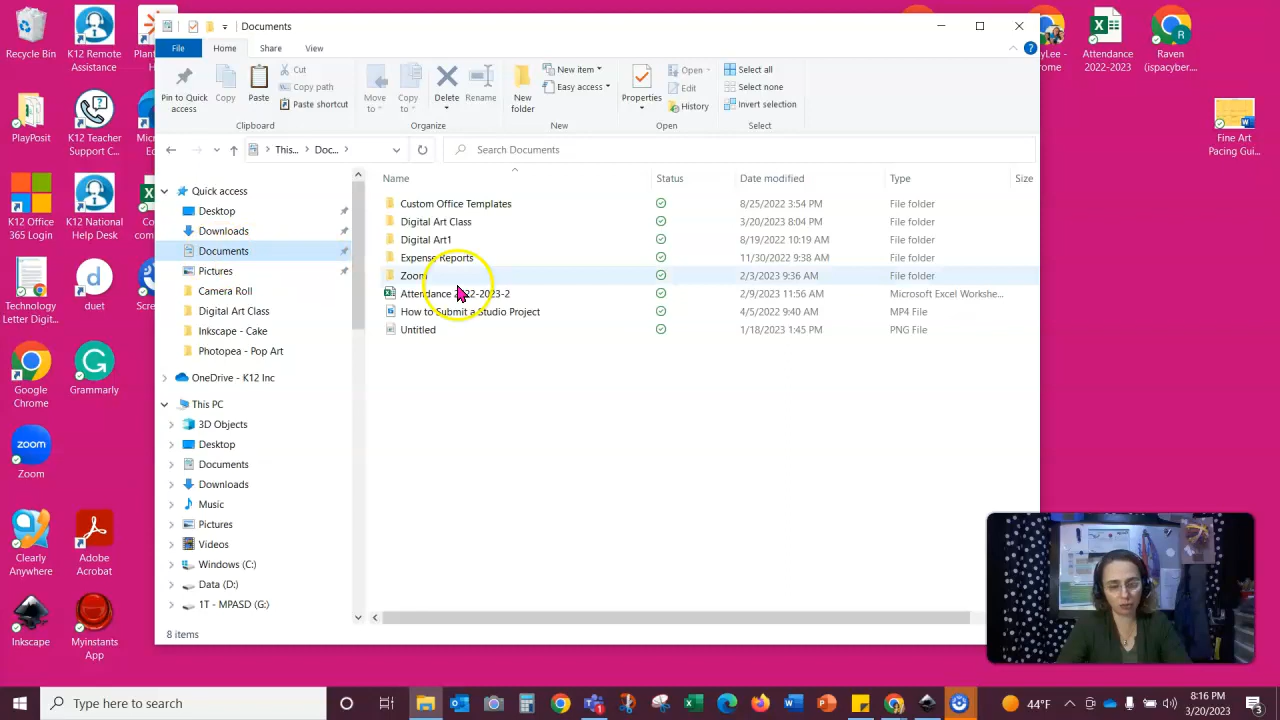 Documents
File
Home
Share
View
Pin to Quick access
Copy
Paste
Cut
Copy path
Paste shortcut
Clipboard
Move to
Copy to
Delete
Rename
Organize
New folder
New item
Easy access
New
Properties
Open
Edit
History
Open
Select all
Select none
Invert selection
Select
This...
Doc...
Search Documents
Name Status Date modified Type Size
Custom Office Templates 8/25/2022 3:54 PM File folder
Digital Art Class 3/20/2023 8:04 PM File folder
Digital Art1 8/19/2022 10:19 AM File folder
Expense Reports 11/30/2022 9:38 AM File folder
Zoom 2/3/2023 9:36 AM File folder
Attendance 2022-2023-2 2/9/2023 11:56 AM Microsoft Excel Workshe...
How to Submit a Studio Project 4/5/2022 9:40 AM MP4 File
Untitled 1/18/2023 1:45 PM PNG File
Quick access
Desktop
Downloads
Documents
Pictures
Camera Roll
Digital Art Class
Inkscape - Cake
Photopea - Pop Art
OneDrive - K12 Inc
This PC
3D Objects
Desktop
Documents
Downloads
Music
Pictures
Videos
Windows (C:)
Data (D:)
1T - MPASD (G:)
8 items
Recycle Bin
K12 Remote Assistance
PlayPosit
K12 Teacher Support C...
K12 Office 365 Login
K12 National Help Desk
Technology Letter Digit...
duet
Google Chrome
Grammarly
zoom
Zoom
Clearly Anywhere
Adobe Acrobat
Inkscape
Myinstants App
Attendance 2022-2023
Raven (ispacyber....
Fine Art Pacing Gui...
Type here to search
44°F
8:16 PM
3/20/2023
3